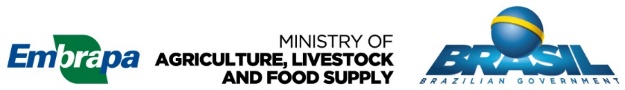 Embrapa
MINISTRY OF
AGRICULTURE, LIVESTOCK
AND FOOD SUPPLY
BRASIL
BRAZILIAN GOVERNMENT